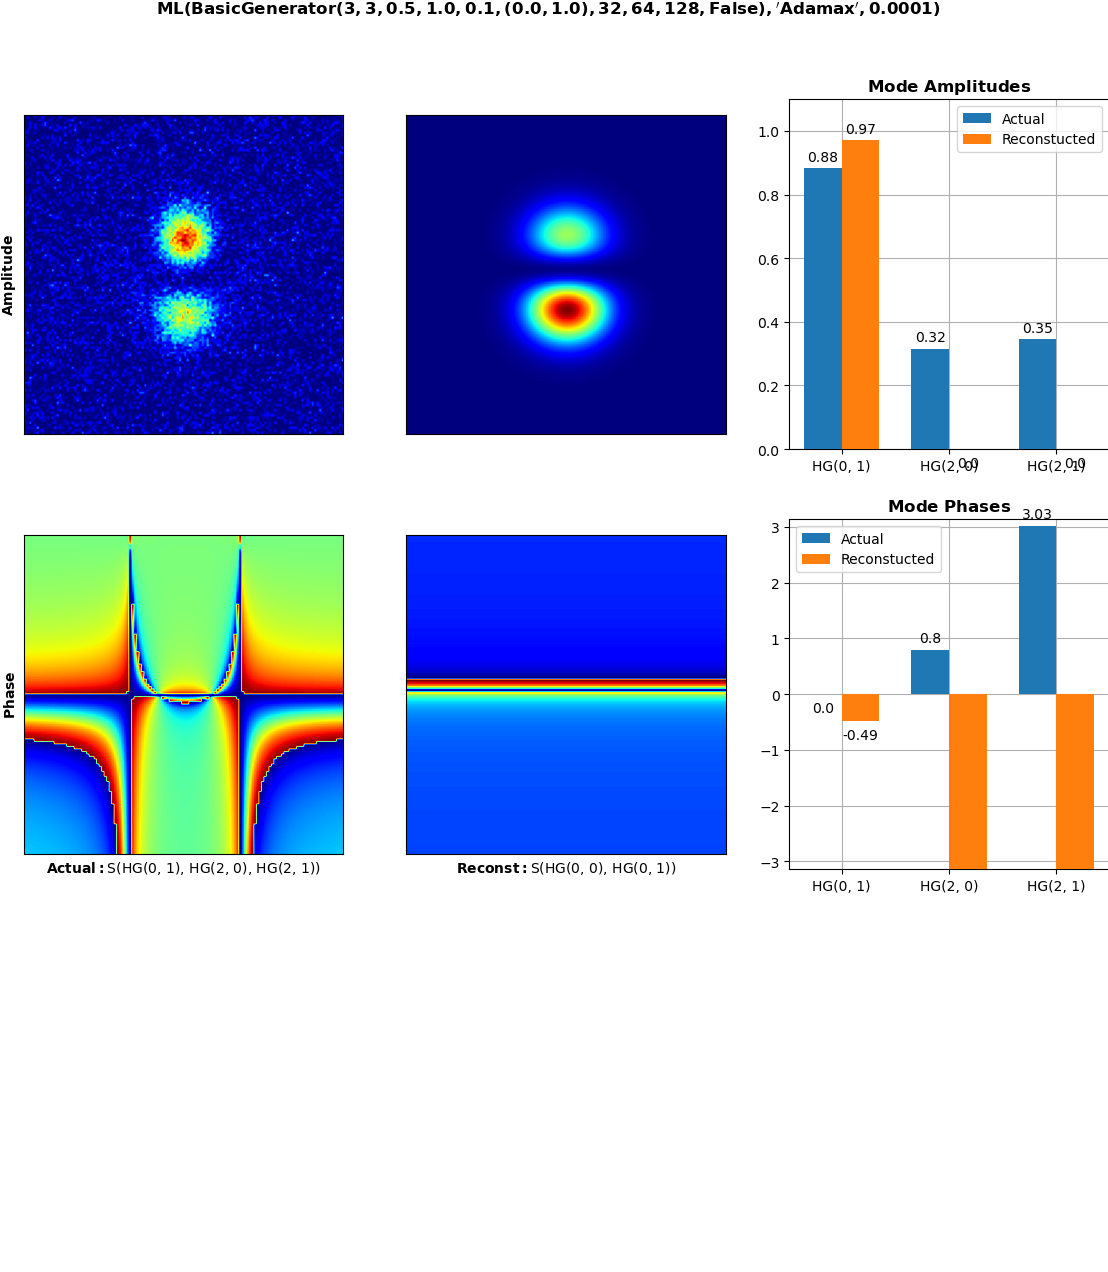 ML(BasicGenerator(3, 3, 0.5, 1.0, 0.1, (0.0, 1.0), 32, 64, 128, False), ′Adamax′, 0.0001)
Amplitude
Mode Amplitudes
Actual
Reconstucted
1.0
0.8
0.6
0.4
0.2
0.0
0.88
0.97
0.32
0.0
0.35
0.0
HG(0, 1)
HG(2, 0)
HG(2, 1)
Phase
Actual: S(HG(0, 1), HG(2, 0), HG(2, 1))
Reconst: S(HG(0, 0), HG(0, 1))
Mode Phases
Actual
Reconstucted
3
2
1
0
−1
−2
−3
0.0
-0.49
0.8
3.03
HG(0, 1)
HG(2, 0)
HG(2, 1)